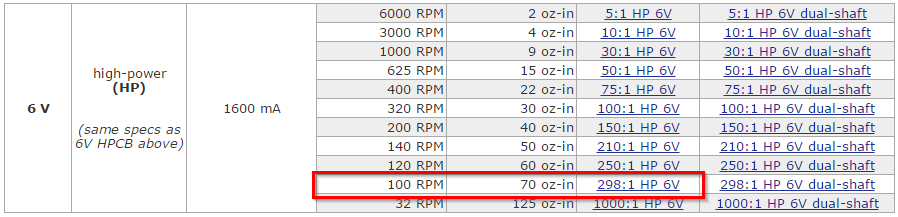 6000 RPM 2 oz-in 5:1 HP 6V 5:1 HP 6V dual-shaft
3000 RPM 4 oz-in 10:1 HP 6V 10:1 HP 6V dual-shaft
1000 RPM 9 oz-in 30:1 HP 6V 30:1 HP 6V dual-shaft
625 RPM 15 oz-in 50:1 HP 6V 50:1 HP 6V dual-shaft
high-power
400 RPM 22 oz-in 75:1 HP 6V 75:1 HP 6V dual-shaft
(HP)
6 V 1600 mA 320 RPM 30 oz-in 100:1 HP 6V 100:1 HP 6V dual-shaft
(same specs as
200 RPM 40 oz-in 150:1 HP 6V 150:1 HP 6V dual-shaft
6V HPCB above)
140 RPM 50 oz-in 210:1 HP 6V 210:1 HP 6V dual-shaft
120 RPM 60 oz-in 250:1 HP 6V 250:1 HP 6V dual-shaft
100 RPM 70 oz-in 298:1 HP 6V 298:1 HP 6V dual-shaft
32 RPM 125 oz-in 1000:1 HP 6V 1000:1 HP 6V dual-shaft